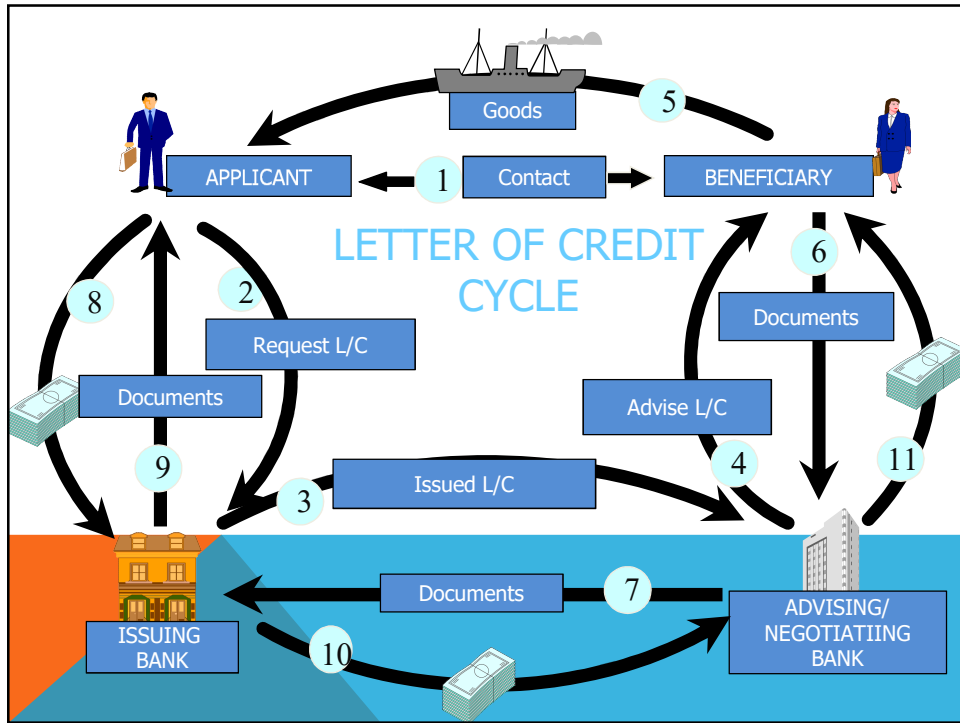 Goods
5
APPLICANT
1
Contact
BENEFICIARY
LETTER OF CREDIT
CYCLE
6
8
2
Request L/C
Documents
Documents
Advise L/C
9
3
Issued L/C
4
11
Documents
7
ISSUING
BANK
10
ADVISING/
NEGOTIATIING
BANK